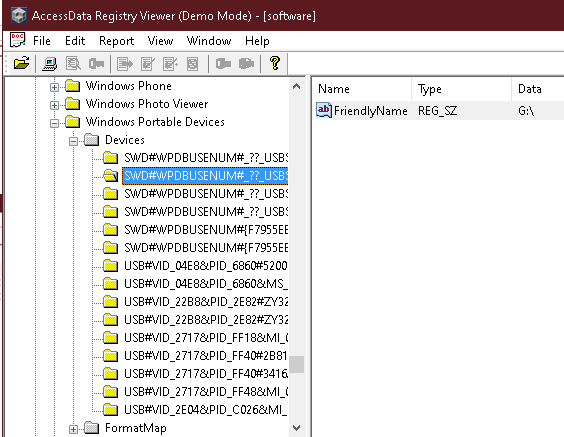 AccessData Registry Viewer (Demo Mode) - [software]
File Edit Report View Window Help
Name Type Data
Windows Phone
Windows Photo Viewer
Windows Portable Devices
Devices
SWD#WPDBUSENUM#_??_USBS
SWD#WPDBUSENUM#_??_USBS
SWD#WPDBUSENUM#_??_USBS
SWD#WPDBUSENUM#_??_USBS
SWD#WPDBUSENUM#{F7955EE
SWD#WPDBUSENUM#{F7955EE
USB#VID_04E8&PID_6860#5200
USB#VID_04E8&PID_6860&MS_
USB#VID_22B8&PID_2E82#ZY32
USB#VID_22B8&PID_2E82#ZY32
USB#VID_2717&PID_FF18&MI_0
USB#VID_2717&PID_FF40#2B81
USB#VID_2717&PID_FF40#3416
USB#VID_2717&PID_FF48&MI_0
USB#VID_2E04&PID_C026&MI_
FormatMap
FriendlyName REG_SZ G:\